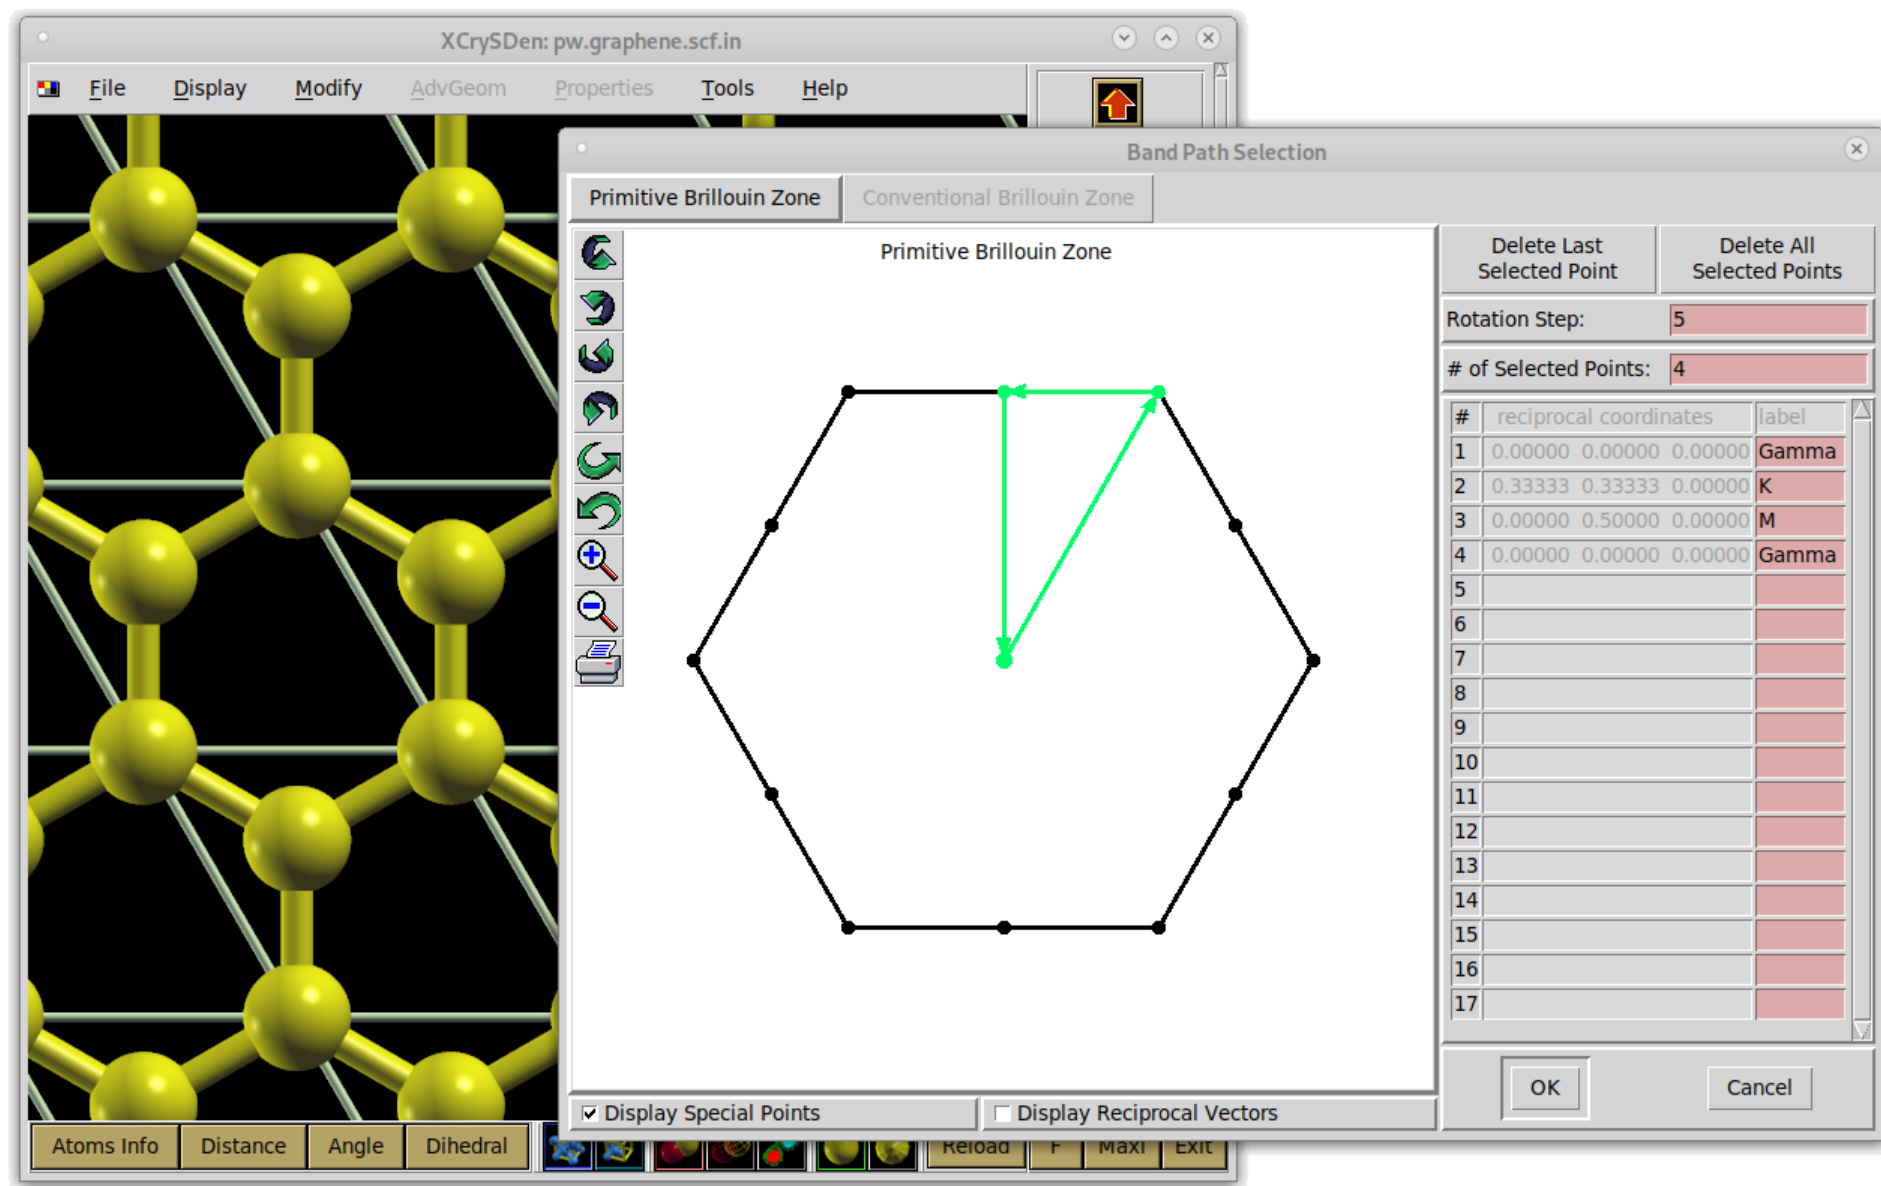 XCrySDen: pw.graphene.scf.in
File Display Modify AdvGeom Properties Tools Help
Band Path Selection
Primitive Brillouin Zone Conventional Brillouin Zone
Primitive Brillouin Zone
Delete Last Selected Point
Delete All Selected Points
Rotation Step: 5
# of Selected Points: 4
# reciprocal coordinates label
1 0.00000 0.00000 0.00000 Gamma
2 0.33333 0.33333 0.00000 K
3 0.00000 0.50000 0.00000 M
4 0.00000 0.00000 0.00000 Gamma
5
6
7
8
9
10
11
12
13
14
15
16
17
OK Cancel
Display Special Points Display Reciprocal Vectors
Atoms Info Distance Angle Dihedral Reload F Maxi Exit